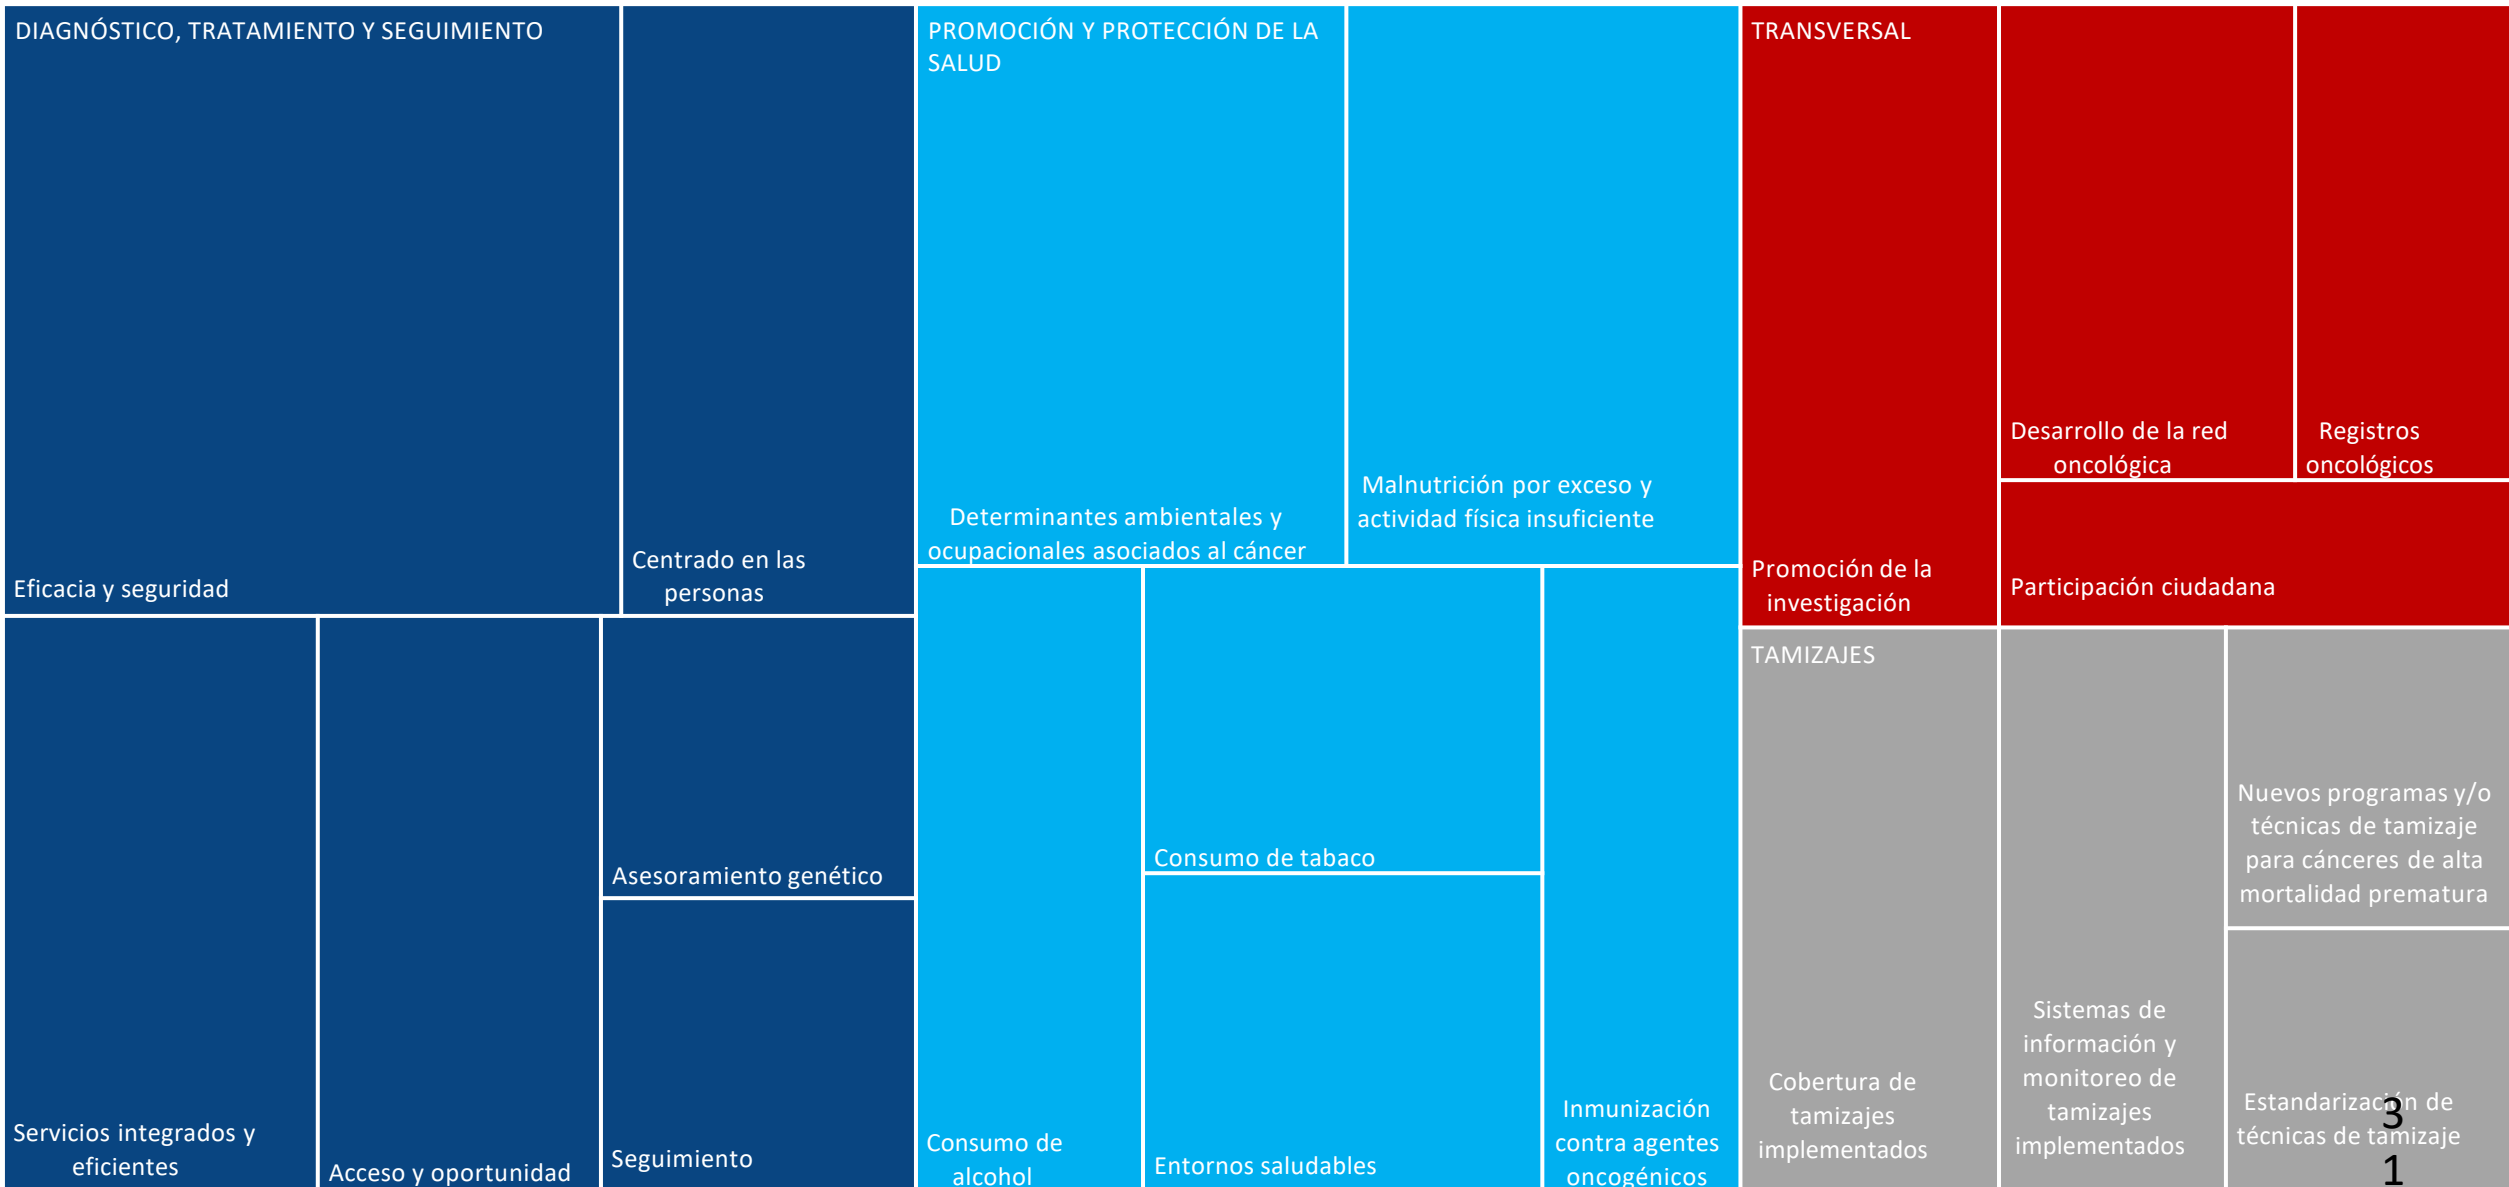 DIAGNÓSTICO, TRATAMIENTO Y SEGUIMIENTO
Eficacia y seguridad
Centrado en las
personas
Servicios integrados y
eficientes
Acceso y oportunidad
Asesoramiento genético
Seguimiento
PROMOCIÓN Y PROTECCIÓN DE LA
SALUD
Determinantes ambientales y
ocupacionales asociados al cáncer
Malnutrición por exceso y
actividad física insuficiente
Consumo de
alcohol
Consumo de tabaco
Entornos saludables
Inmunización
contra agentes
oncogénicos
TRANSVERSAL
Promoción de la
investigación
Desarrollo de la red
oncológica
Registros
oncológicos
Participación ciudadana
TAMIZAJES
Cobertura de
tamizajes
implementados
Sistemas de
información y
monitoreo de
tamizajes
implementados
Nuevos programas y/o
técnicas de tamizaje
para cánceres de alta
mortalidad prematura
Estandarización de
técnicas de tamizaje
3
1